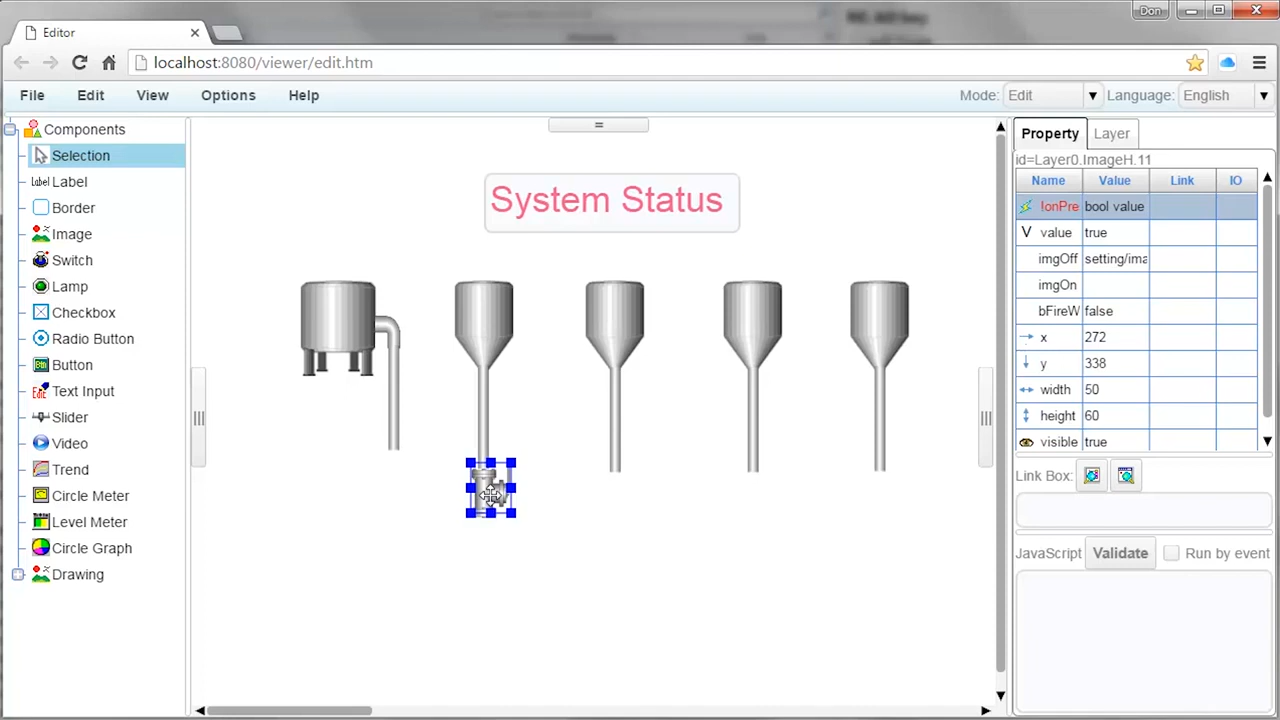 Don
Editor
localhost:8080/viewer/edit.htm
File Edit View Options Help Mode: Edit Language: English
Components
Selection
Label Label
Border
Image
Switch
Lamp
Checkbox
Radio Button
Button
Text Input
Slider
Video
Trend
Circle Meter
Level Meter
Circle Graph
Drawing
System Status
Property Layer
id=Layer0.ImageH.11
Name Value Link IO
!onPre bool value
V value true
imgOff setting/ima
imgOn
bFireW false
x 272
y 338
width 50
height 60
visible true
Link Box:
JavaScript Validate Run by event